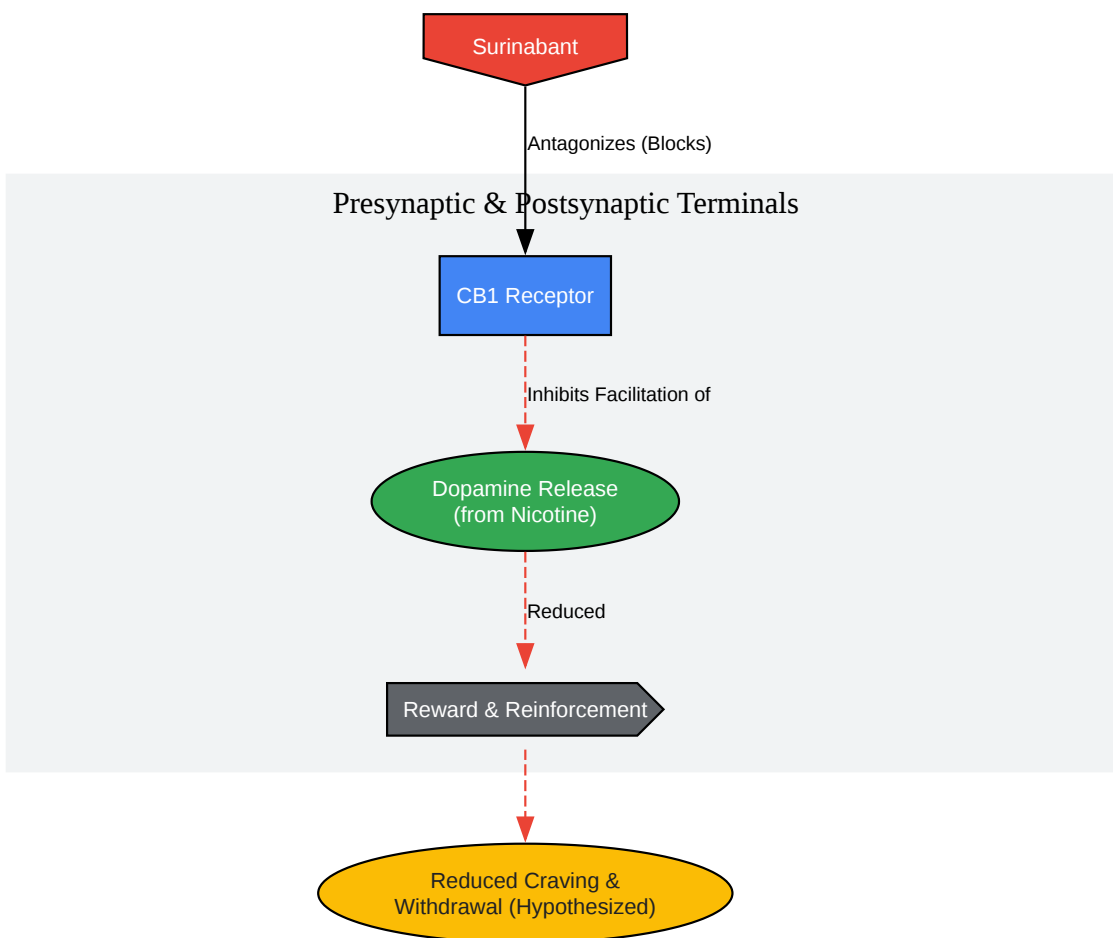 Surinabant
Antagonizes (Blocks)
Presynaptic & Postsynaptic Terminals
CB1 Receptor
Inhibits Facilitation of
Dopamine Release
(from Nicotine)
Reduced
Reward & Reinforcement
Reduced Craving &
Withdrawal (Hypothesized)